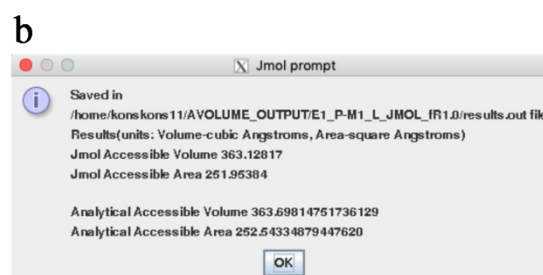 b
Jmol prompt
Saved in
/home/konskons11/AVOLUME_OUTPUT/E1_P-M1_L_JMOL_fR1.0/results.out fil
Results(units: Volume-cubic Angstroms, Area-square Angstroms)
Jmol Accessible Volume 363.12817
Jmol Accessible Area 251.95384
Analytical Accessible Volume 363.69814751736129
Analytical Accessible Area 252.54334879447620
OK